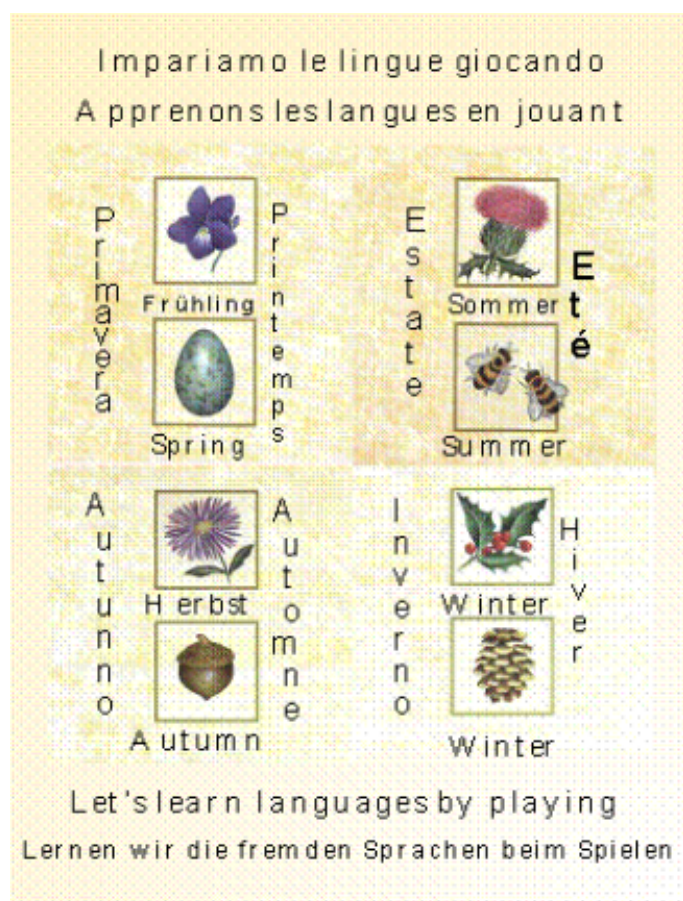 Impariamo le lingue giocando
Apprenons les langues en jouant
Primavera
Frühling
Printemps
Spring
Estate
Sommer
Eté
Summer
Autunno
Herbst
Automne
Autumn
Inverno
Winter
Hiver
Winter
Let's learn languages by playing
Lernen wir die fremden Sprachen beim Spielen